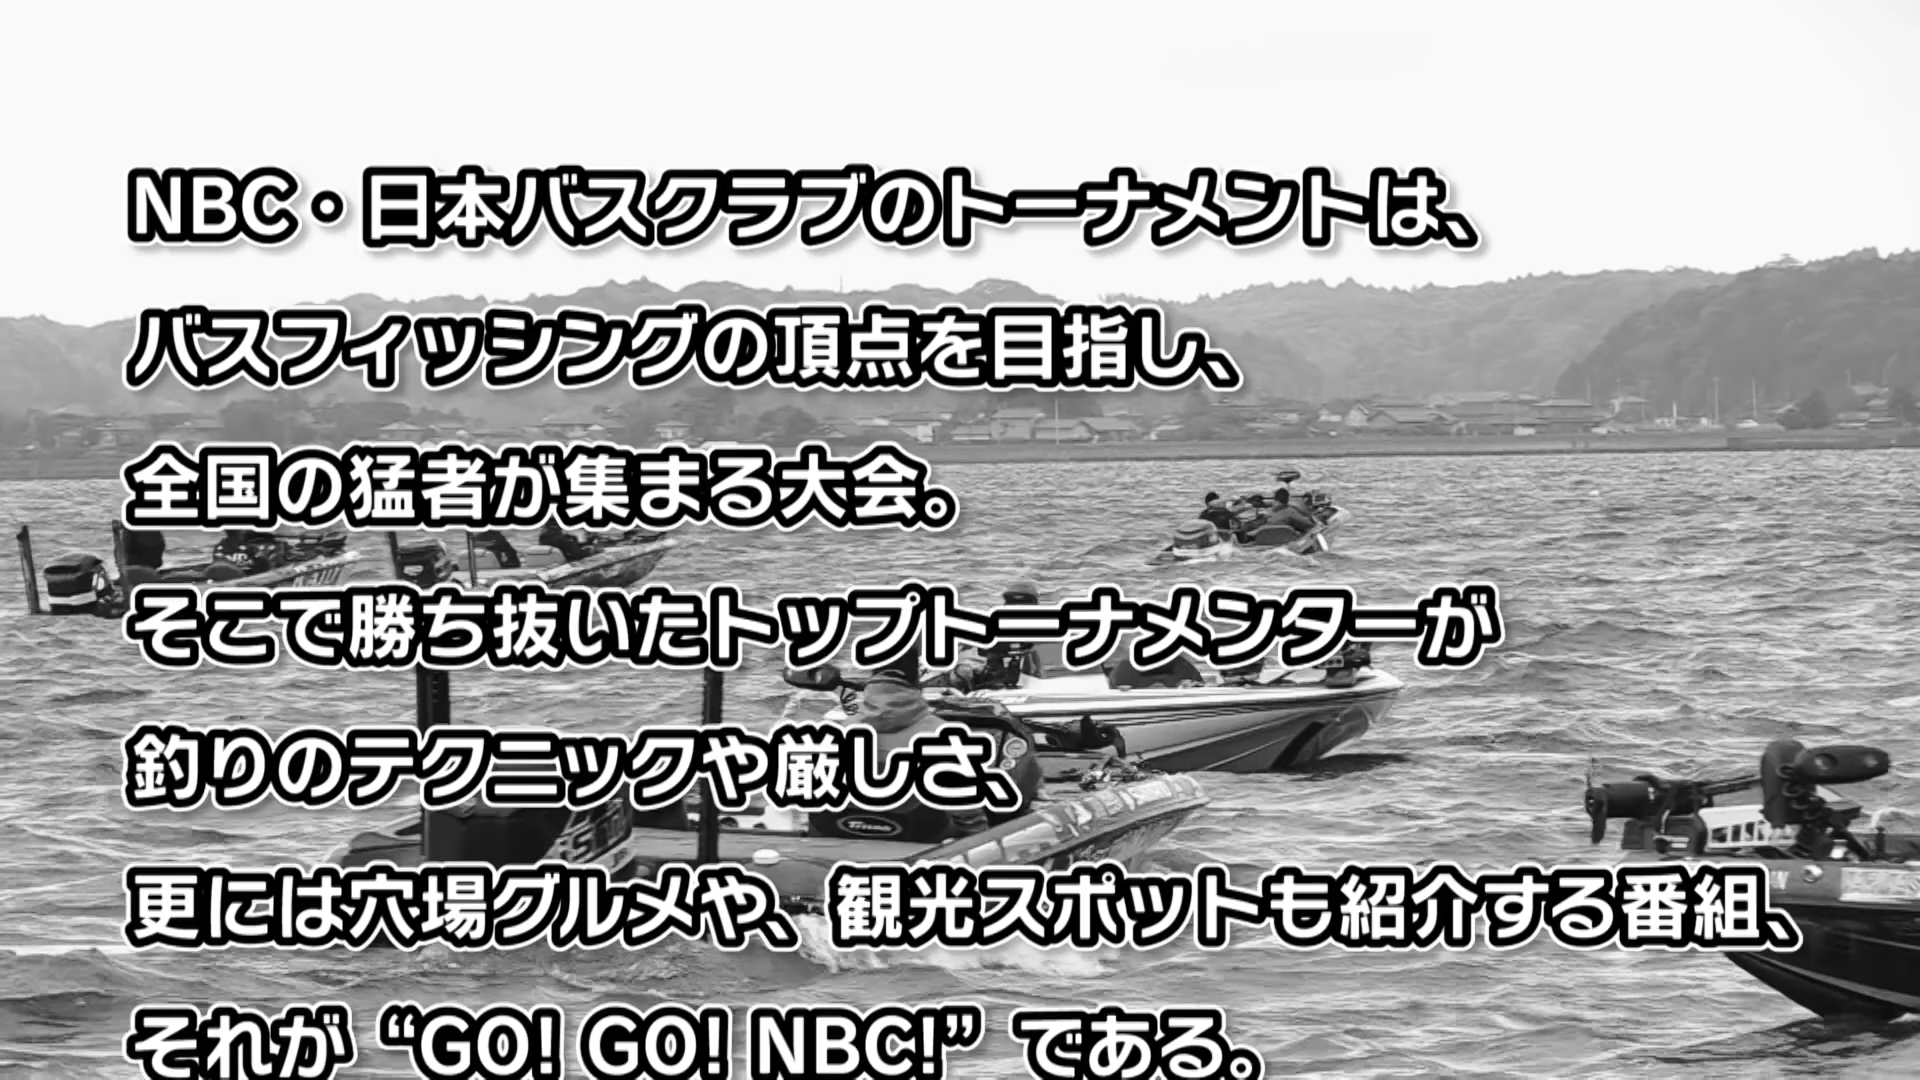 NBC・日本バスクラブのトーナメントは、
バスフィッシングの頂点を目指し、
全国の猛者が集まる大会。
そこで勝ち抜いたトップトーナメンターが
釣りのテクニックや厳しさ、
更には穴場グルメや、観光スポットも紹介する番組、
それが “GO! GO! NBC!” である。